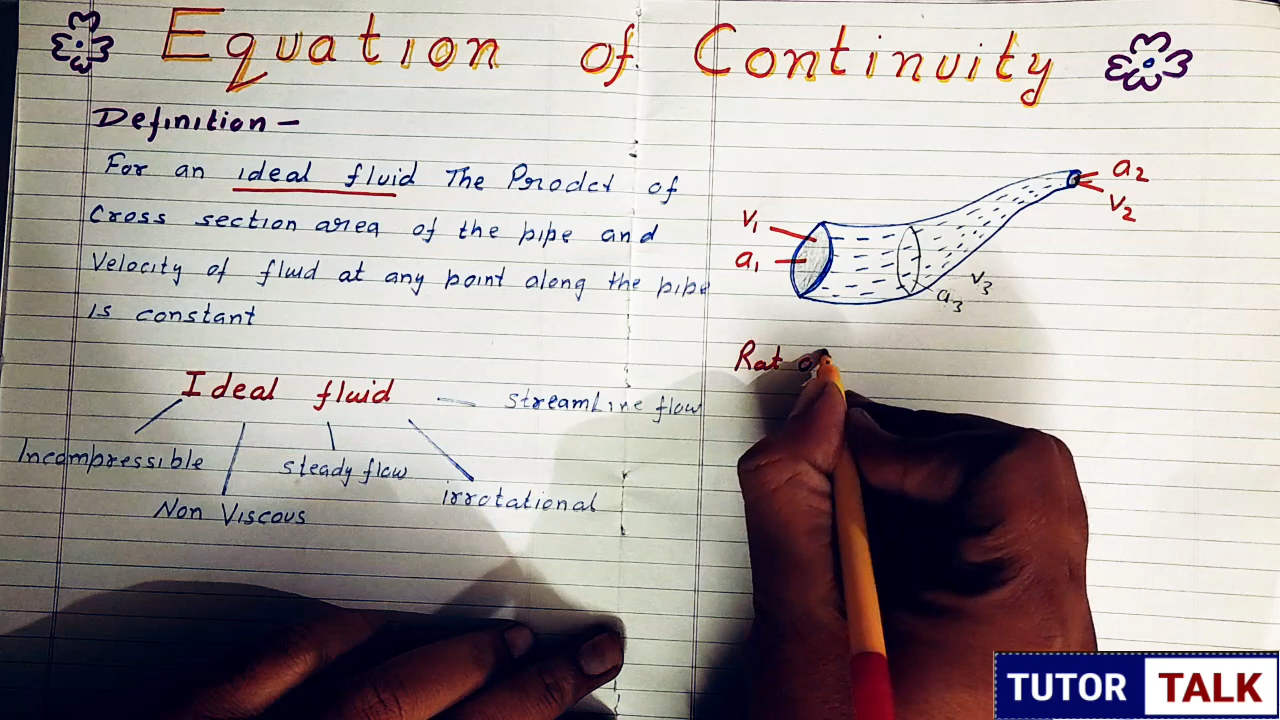 Equation of Continuity
Definition -
For an ideal fluid The Prodct of
Cross section area of the pipe and
Velocity of fluid at any point along the pipe
is constant
Ideal fluid
streamLine flow
Incompressible
steady flow
irrotational
Non Viscous
a2
V2
V1
a1
V3
a3
Rat o
TUTOR TALK